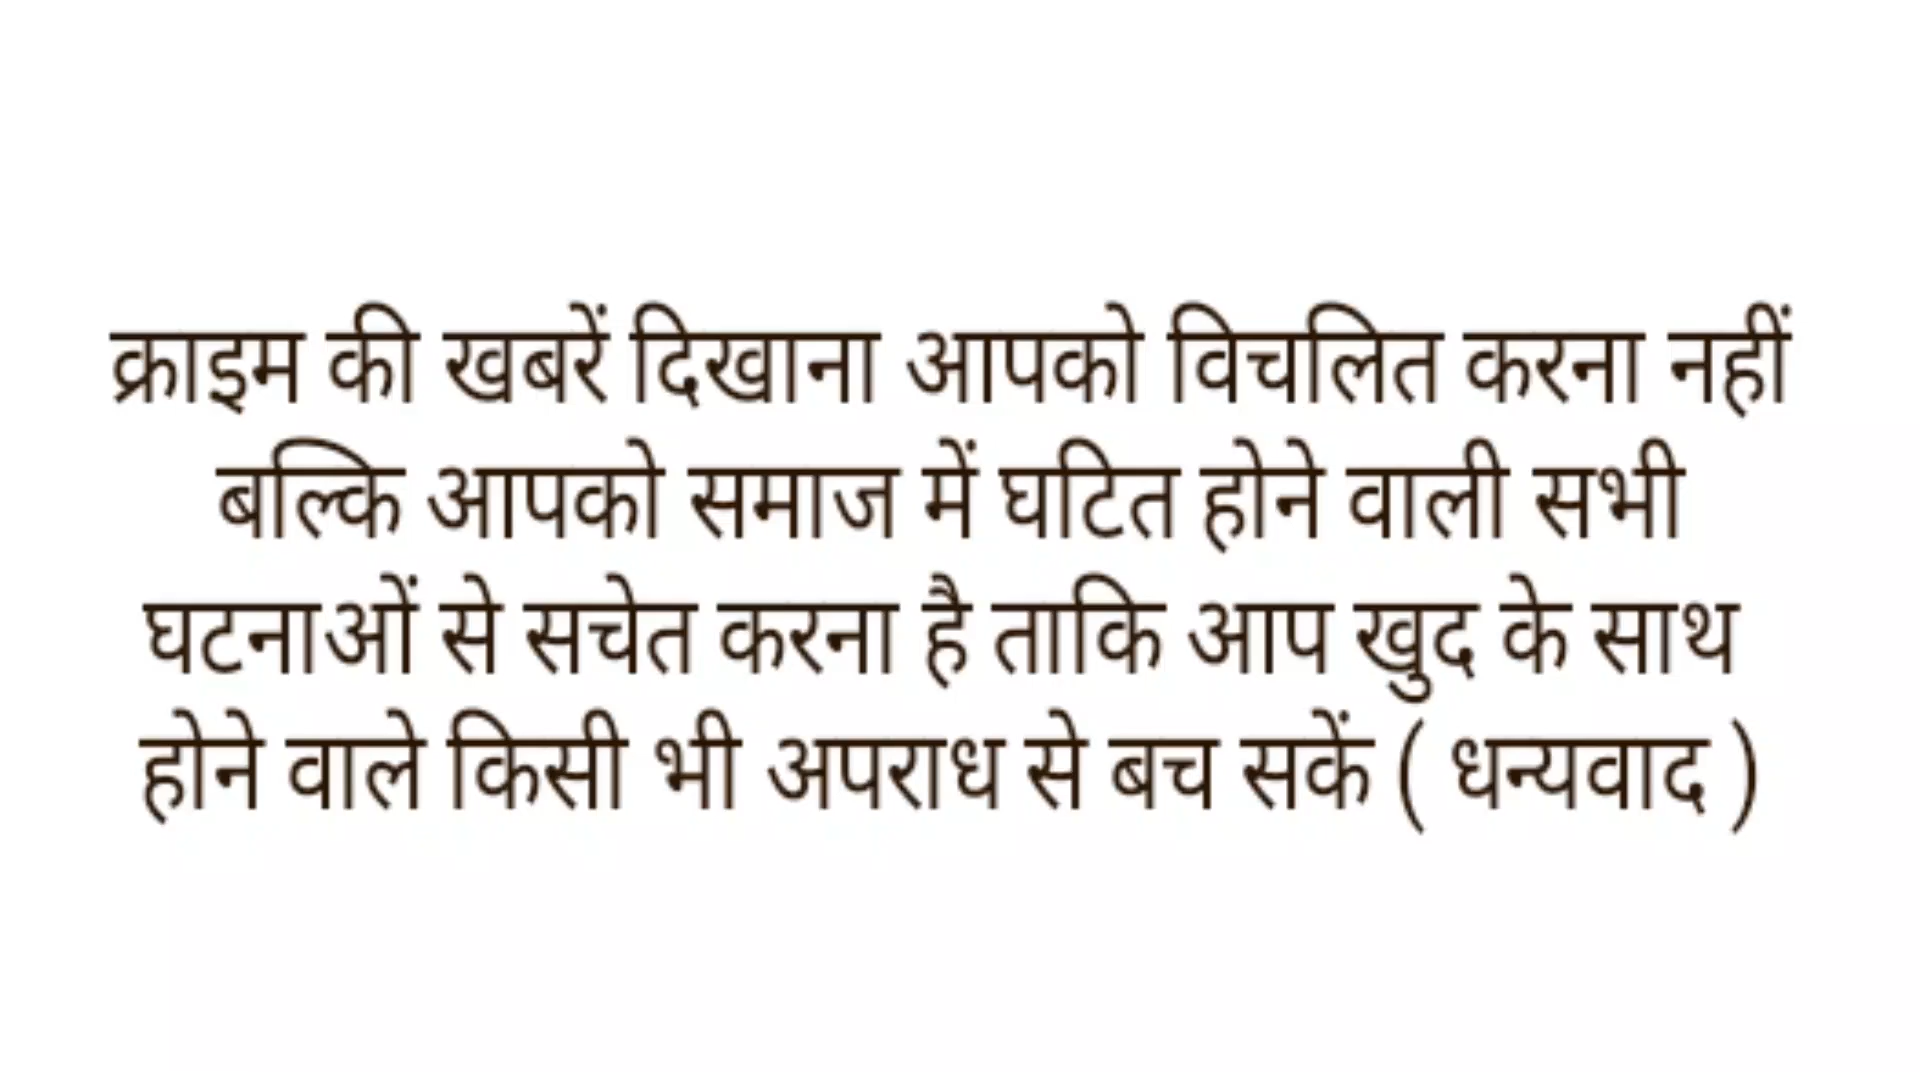 क्राइम की खबरें दिखाना आपको विचलित करना नहीं
बल्कि आपको समाज में घटित होने वाली सभी
घटनाओं से सचेत करना है ताकि आप खुद के साथ
होने वाले किसी भी अपराध से बच सकें ( धन्यवाद )